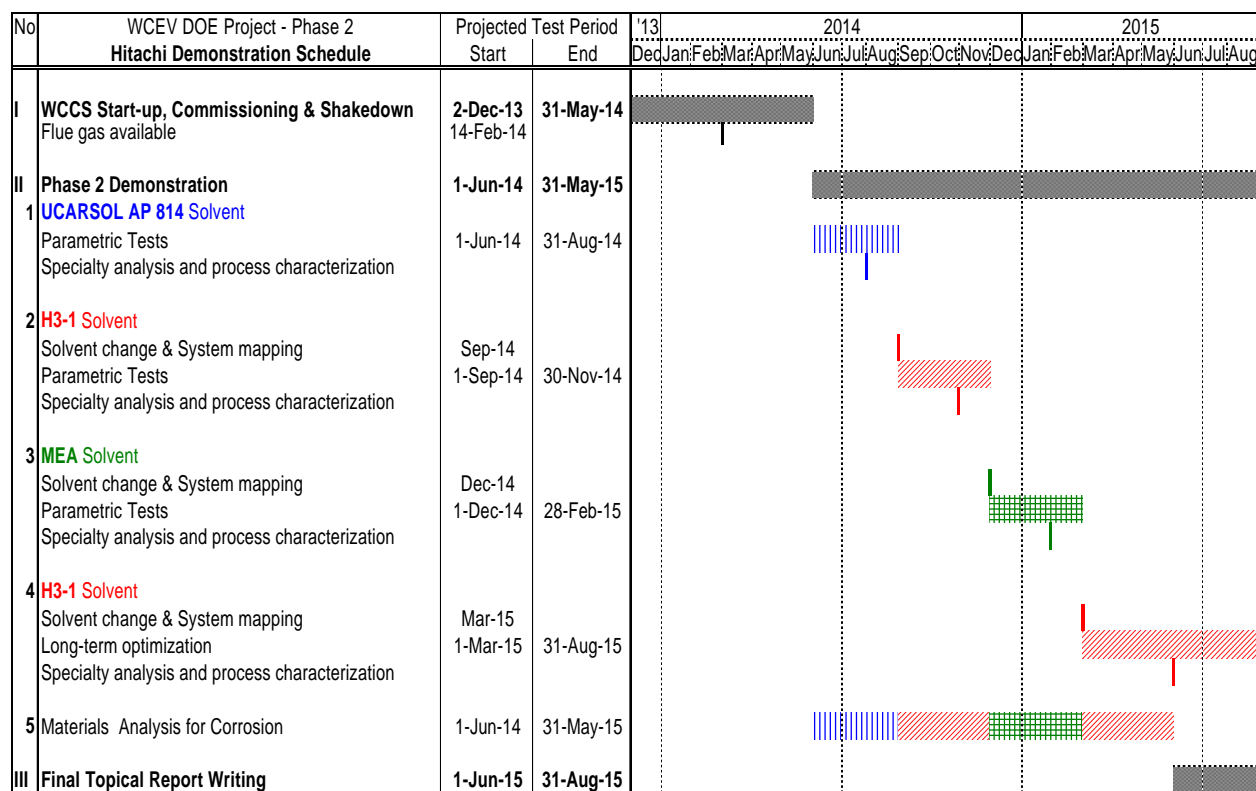 No WCEV DOE Project - Phase 2 Projected Test Period '13 2014 2015
Hitachi Demonstration Schedule Start End Dec Jan Feb Mar Apr May Jun Jul Aug Sep Oct Nov Dec Jan Feb Mar Apr May Jun Jul Aug
I WCCS Start-up, Commissioning & Shakedown 2-Dec-13 31-May-14
Flue gas available 14-Feb-14
II Phase 2 Demonstration 1-Jun-14 31-May-15
1 UCARSOL AP 814 Solvent
Parametric Tests 1-Jun-14 31-Aug-14
Specialty analysis and process characterization
2 H3-1 Solvent
Solvent change & System mapping Sep-14
Parametric Tests 1-Sep-14 30-Nov-14
Specialty analysis and process characterization
3 MEA Solvent
Solvent change & System mapping Dec-14
Parametric Tests 1-Dec-14 28-Feb-15
Specialty analysis and process characterization
4 H3-1 Solvent
Solvent change & System mapping Mar-15
Long-term optimization 1-Mar-15 31-Aug-15
Specialty analysis and process characterization
5 Materials Analysis for Corrosion 1-Jun-14 31-May-15
III Final Topical Report Writing 1-Jun-15 31-Aug-15